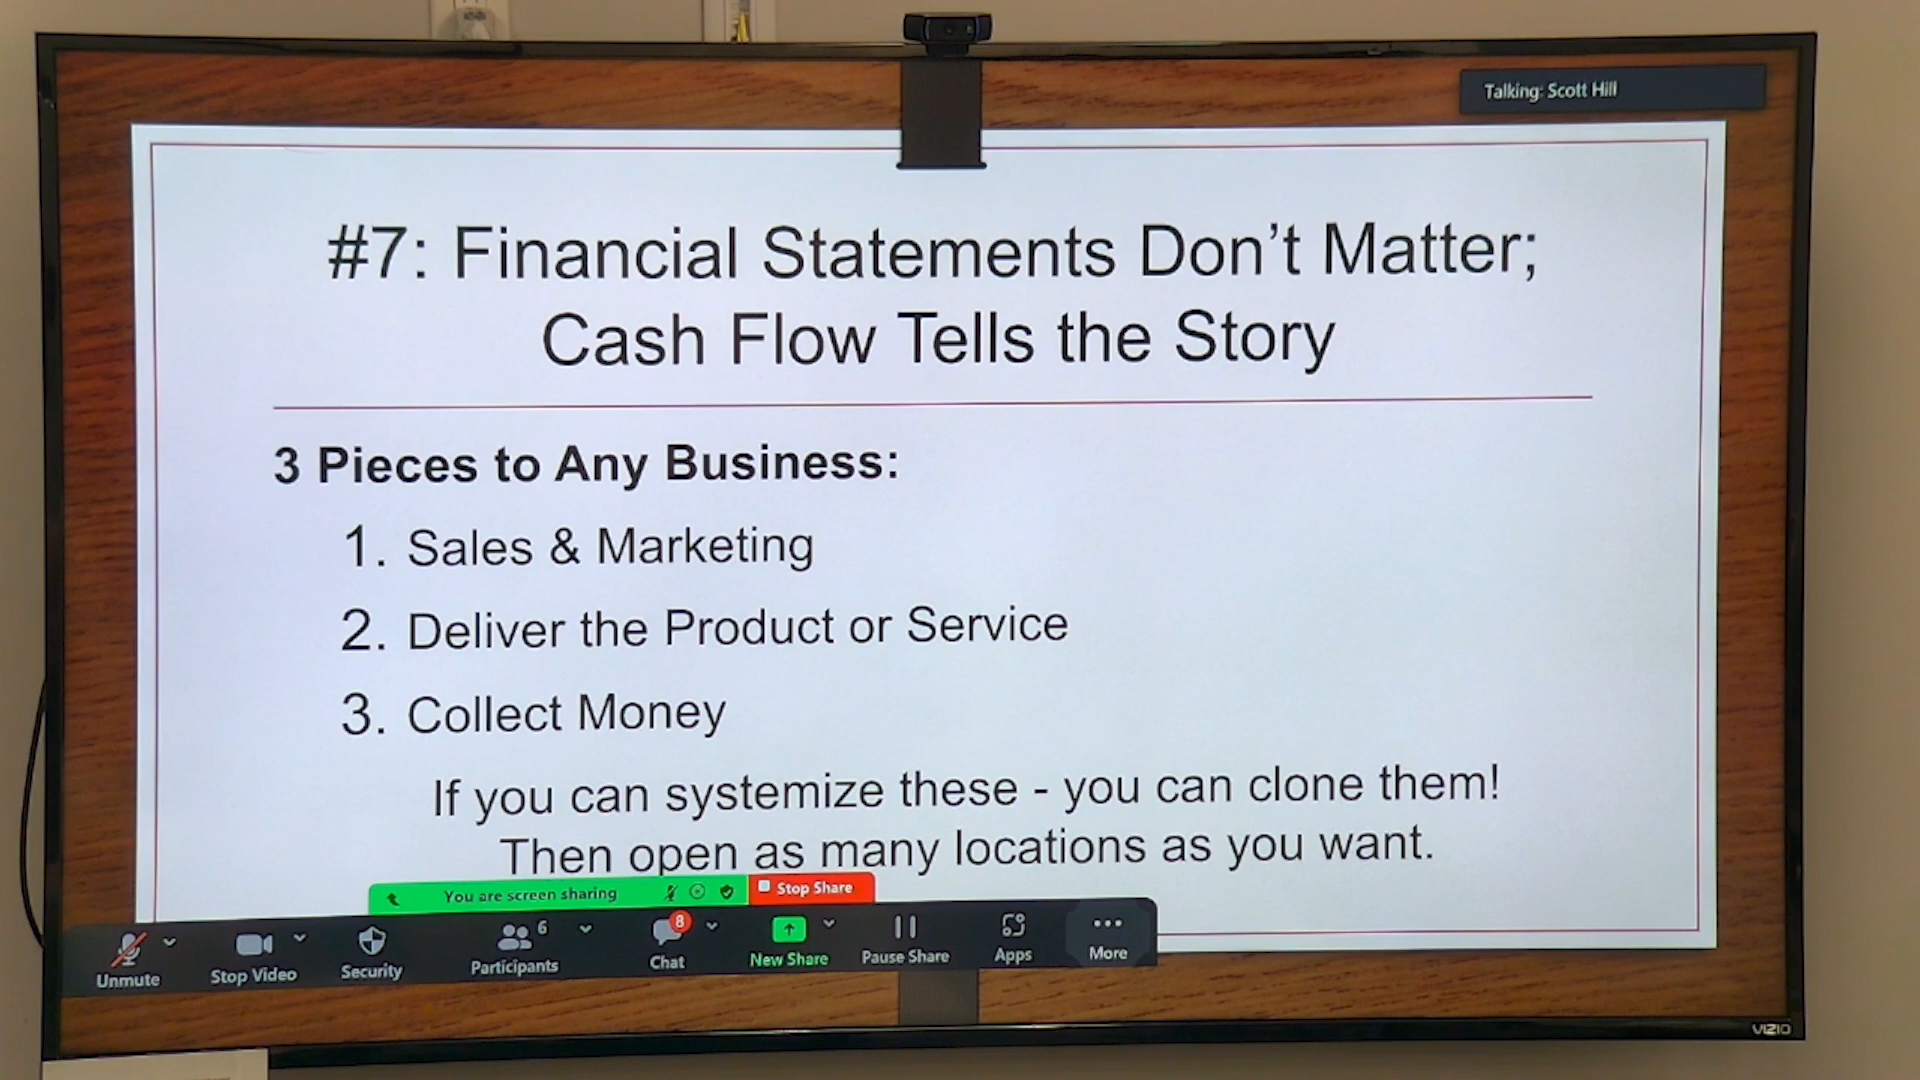 Talking: Scott Hill
#7: Financial Statements Don't Matter;
Cash Flow Tells the Story
3 Pieces to Any Business:
1. Sales & Marketing
2. Deliver the Product or Service
3. Collect Money
If you can systemize these - you can clone them!
Then open as many locations as you want.
You are screen sharing
Stop Share
Unmute
Stop Video
Security
6
Participants
8
Chat
New Share
Pause Share
Apps
More
VIZIO